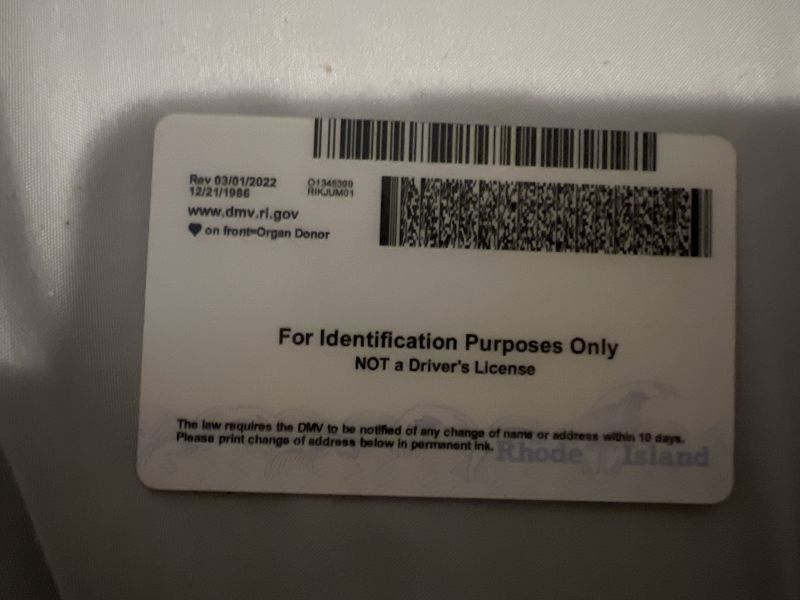 Rev 03/01/2022
12/21/1986
O1345399
RIKJUM01
www.dmv.ri.gov
♥ on front=Organ Donor
For Identification Purposes Only
NOT a Driver's License
The law requires the DMV to be notified of any change of name or address within 10 days.
Please print change of address below in permanent ink.
Rhode Island